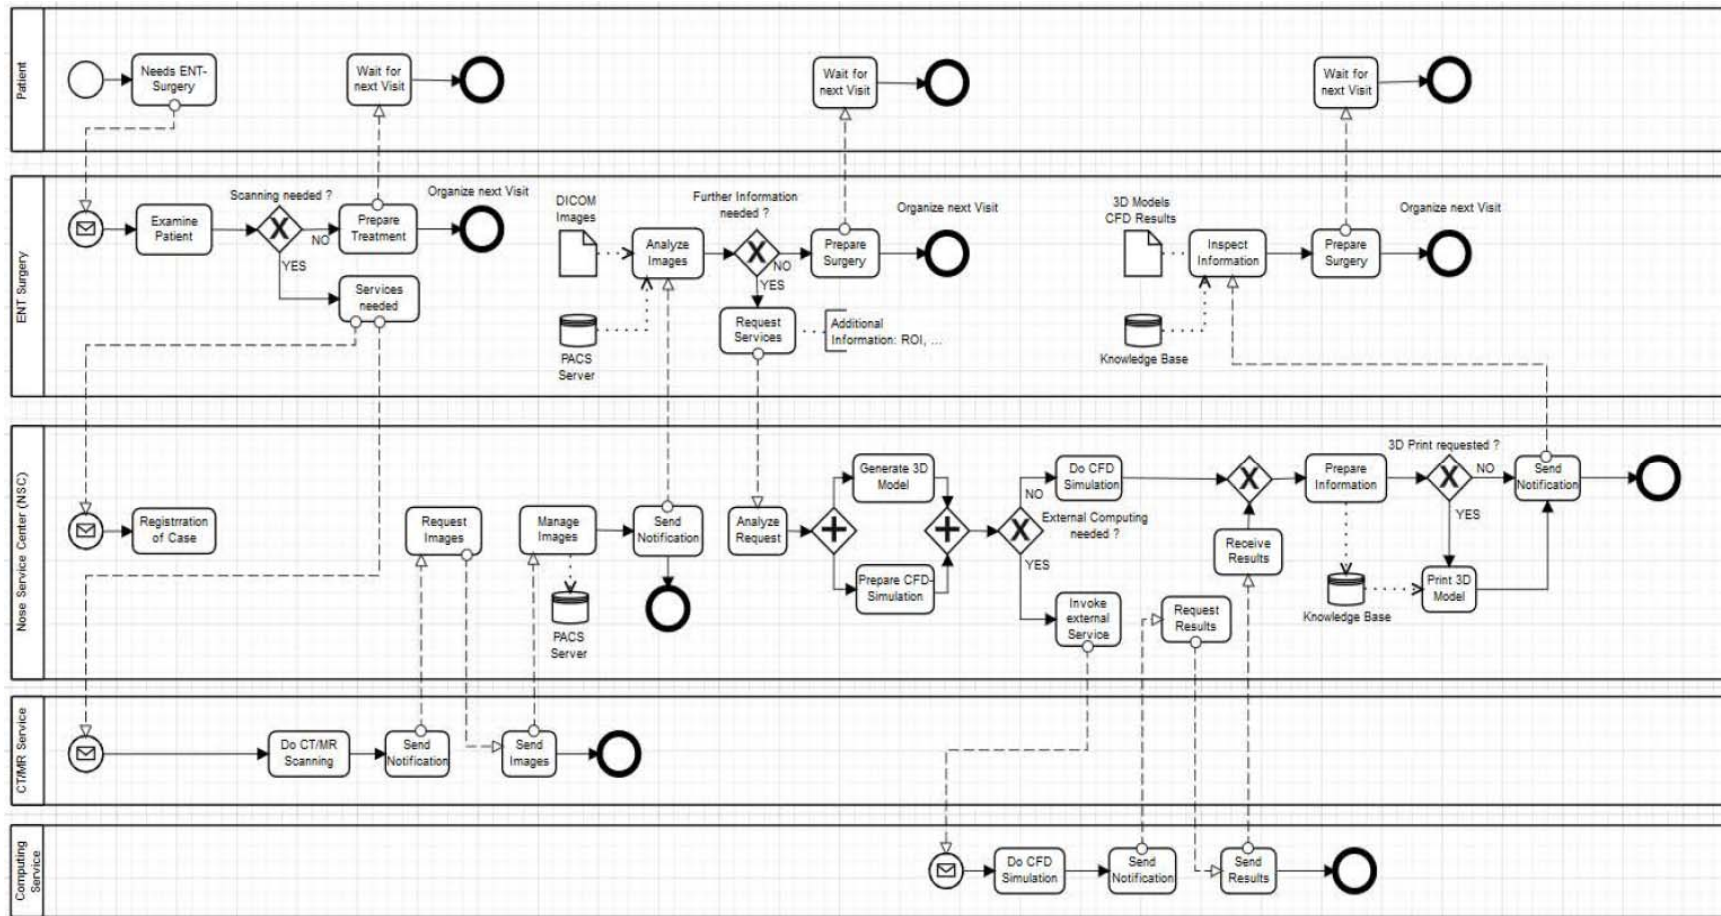 Patient
Needs ENT-
Surgery
Wait for
next Visit
Wait for
next Visit
Wait for
next Visit
ENT Surgery
Examine
Patient
Scanning needed ?
NO
YES
Prepare
Treatment
Organize next Visit
Services
needed
DICOM
Images
PACS
Server
Analyze
Images
Further Information
needed ?
NO
YES
Prepare
Surgery
Organize next Visit
Request
Services
Additional
Information: ROI, ...
3D Models
CFD Results
Knowledge Base
Inspect
Information
Prepare
Surgery
Organize next Visit
Nose Service Center (NSC)
Registrration
of Case
Request
Images
Manage
Images
PACS
Server
Send
Notification
Analyze
Request
Generate 3D
Model
Prepare CFD-
Simulation
NO
External Computing
needed ?
YES
Do CFD
Simulation
Invoke
external
Service
Request
Results
Receive
Results
Prepare
Information
Knowledge Base
3D Print requested ?
NO
YES
Print 3D
Model
Send
Notification
CT/MR Service
Do CT/MR
Scanning
Send
Notification
Send
Images
Computing
Service
Do CFD
Simulation
Send
Notification
Send
Results